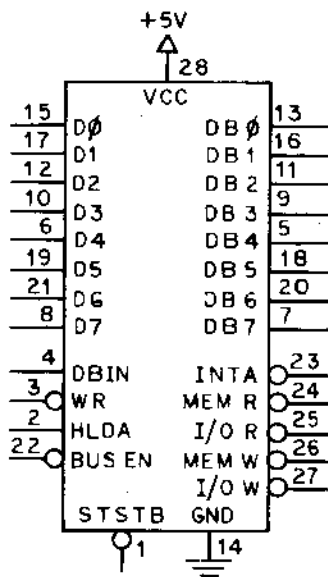 +5V
28
VCC
15 DØ DBØ 13
17 D1 DB1 16
12 D2 DB2 11
10 D3 DB3 9
6 D4 DB4 5
19 D5 DB5 18
21 D6 DB6 20
8 D7 DB7 7
4 DBIN INTA 23
3 WR MEM R 24
2 HLDA I/O R 25
22 BUS EN MEM W 26
I/O W 27
STSTB GND
1 14